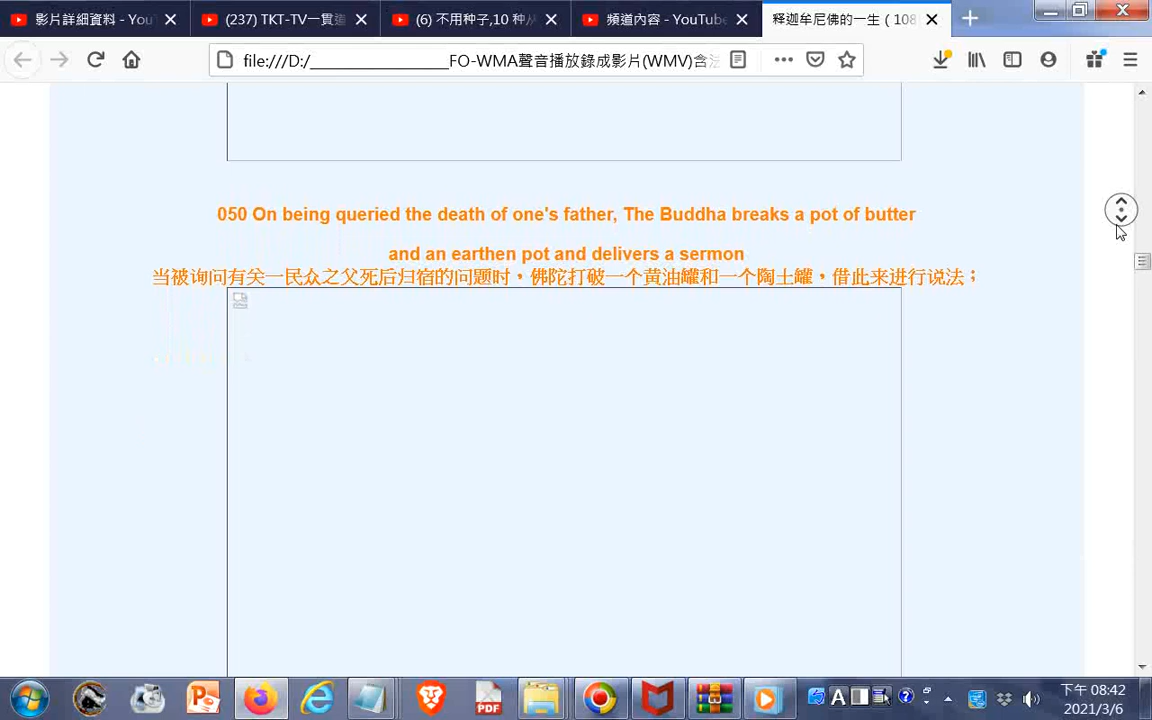 影片詳細資料 - You
(237) TKT-TV一貫道
(6) 不用种子,10 种从
頻道內容 - YouTube
释迦牟尼佛的一生 ( 108
file:///D:/__________________FO-WMA聲音播放錄成影片(WMV)含法
050 On being queried the death of one's father, The Buddha breaks a pot of butter
and an earthen pot and delivers a sermon
当被询问有关一民众之父死后归宿的问题时，佛陀打破一个黄油罐和一个陶土罐，借此来进行说法；
PDF
A
下午 08:42
2021/3/6